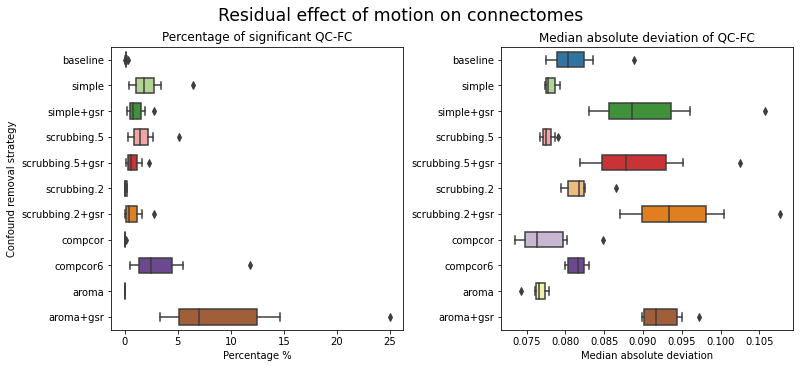 Residual effect of motion on connectomes
Percentage of significant QC-FC
Confound removal strategy
baseline
simple
simple+gsr
scrubbing.5
scrubbing.5+gsr
scrubbing.2
scrubbing.2+gsr
compcor
compcor6
aroma
aroma+gsr
0 5 10 15 20 25
Percentage %
Median absolute deviation of QC-FC
baseline
simple
simple+gsr
scrubbing.5
scrubbing.5+gsr
scrubbing.2
scrubbing.2+gsr
compcor
compcor6
aroma
aroma+gsr
0.075 0.080 0.085 0.090 0.095 0.100 0.105
Median absolute deviation